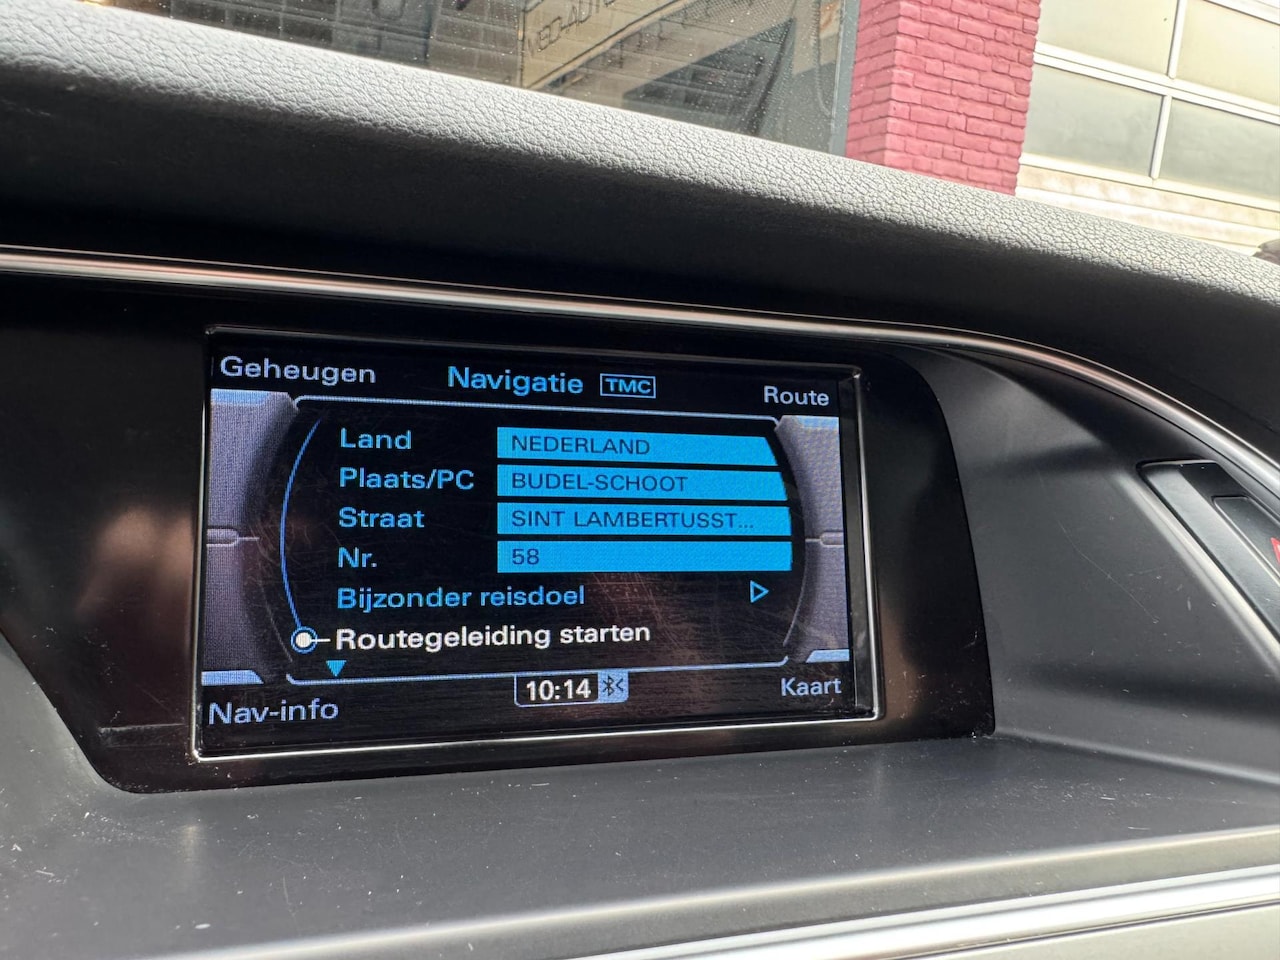 Geheugen
Navigatie TMC
Route
Land NEDERLAND
Plaats/PC BUDEL-SCHOOT
Straat SINT LAMBERTUSST...
Nr. 58
Bijzonder reisdoel
Routegeleiding starten
10:14
Kaart
Nav-info